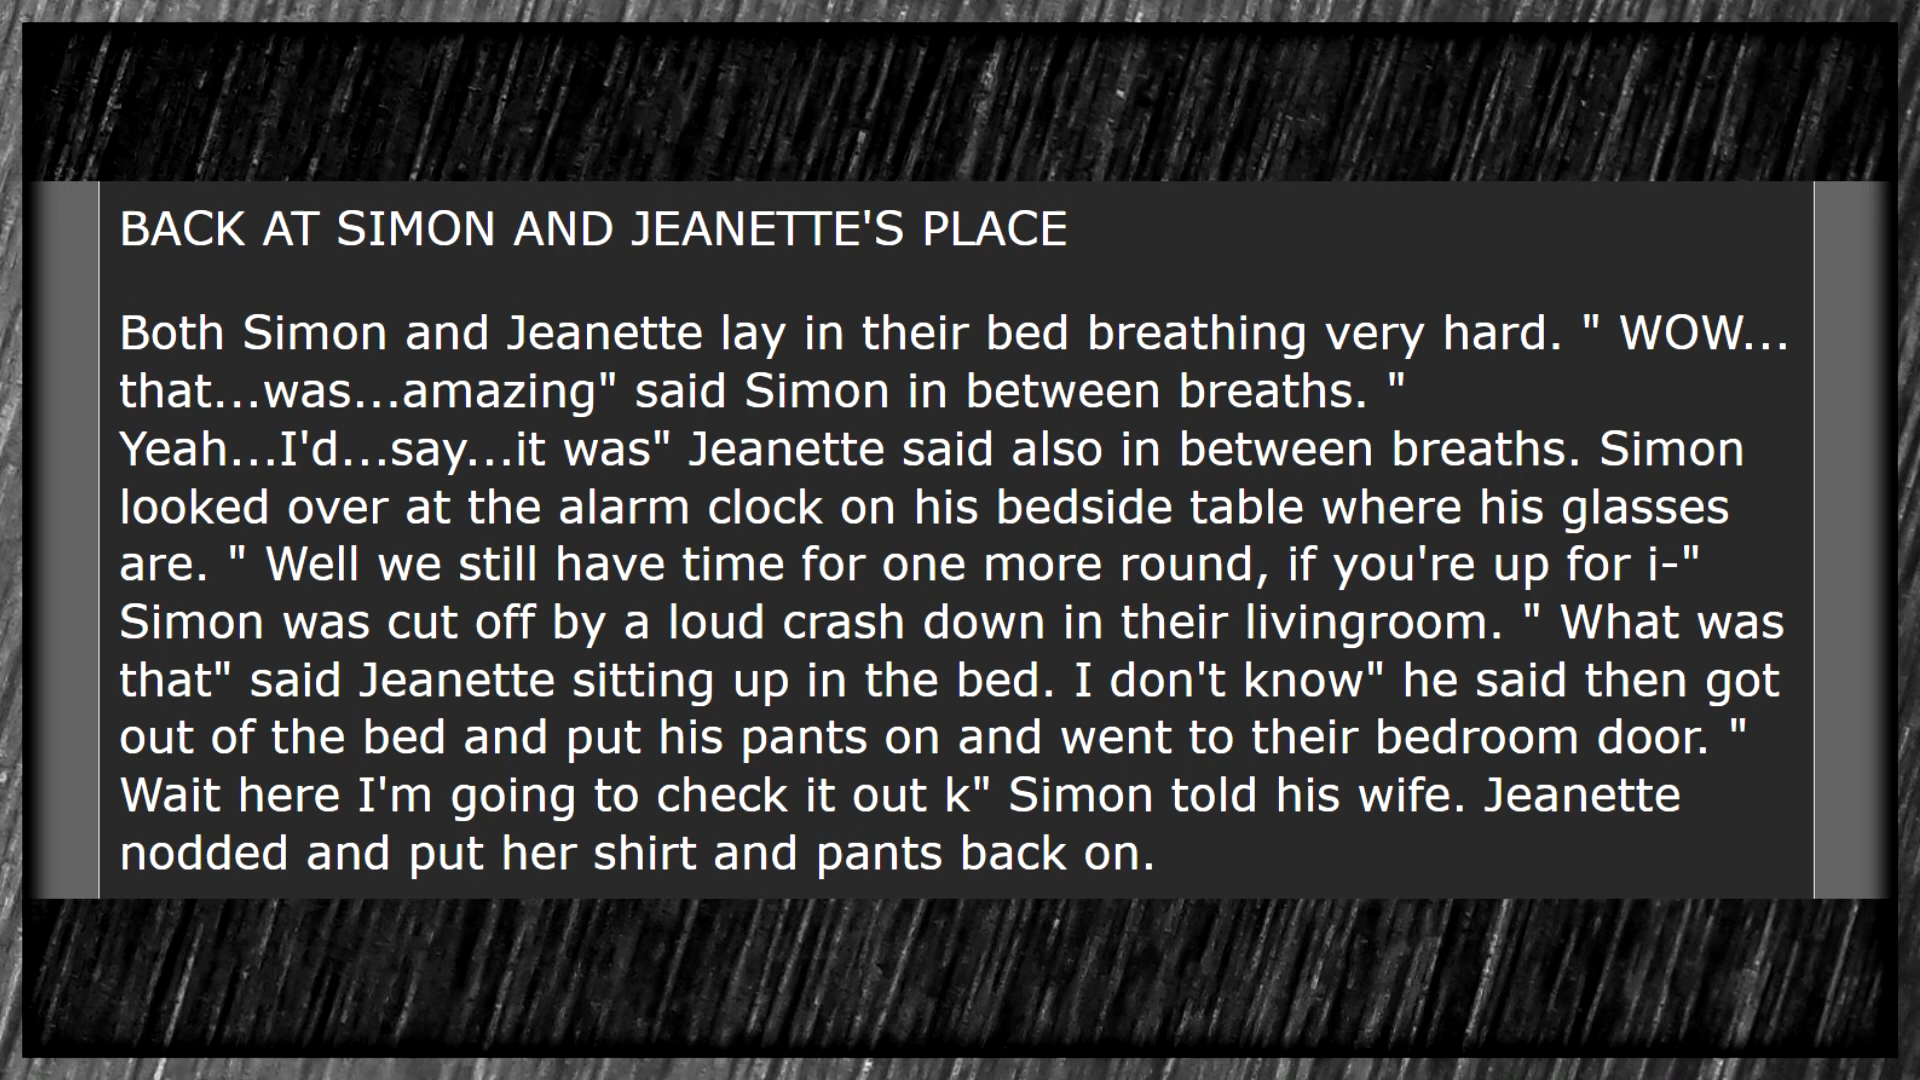 BACK AT SIMON AND JEANETTE'S PLACE
Both Simon and Jeanette lay in their bed breathing very hard. " WOW...
that...was...amazing" said Simon in between breaths. "
Yeah...I'd...say...it was" Jeanette said also in between breaths. Simon
looked over at the alarm clock on his bedside table where his glasses
are. " Well we still have time for one more round, if you're up for i-"
Simon was cut off by a loud crash down in their livingroom. " What was
that" said Jeanette sitting up in the bed. I don't know" he said then got
out of the bed and put his pants on and went to their bedroom door. "
Wait here I'm going to check it out k" Simon told his wife. Jeanette
nodded and put her shirt and pants back on.